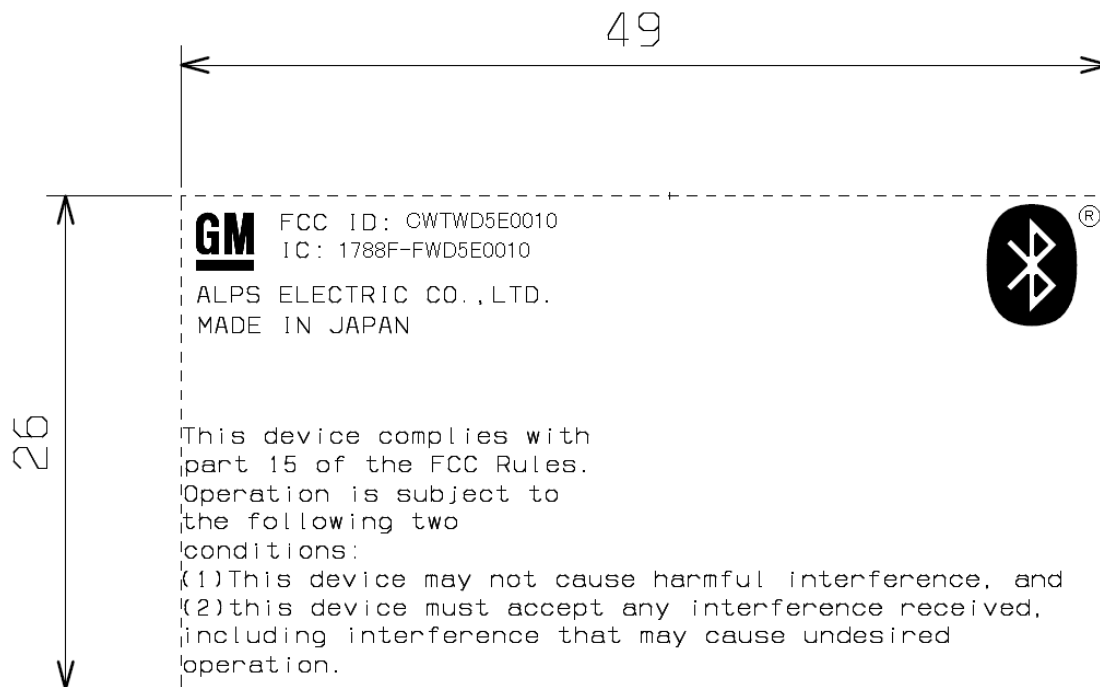 49
26
GM
FCC ID: CWTWD5E0010
IC: 1788F-FWD5E0010
®
ALPS ELECTRIC CO.,LTD.
MADE IN JAPAN
This device complies with
part 15 of the FCC Rules.
Operation is subject to
the following two
conditions:
(1)This device may not cause harmful interference, and
(2)this device must accept any interference received,
including interference that may cause undesired
operation.